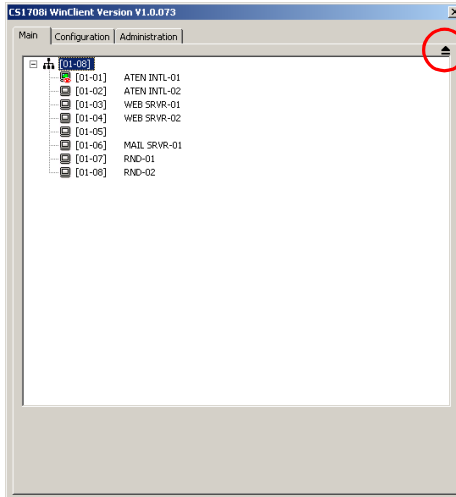 CS1708i WinClient Version V1.0.073
Main Configuration Administration
[01-08]
[01-01] ATEN INTL-01
[01-02] ATEN INTL-02
[01-03] WEB SRVR-01
[01-04] WEB SRVR-02
[01-05]
[01-06] MAIL SRVR-01
[01-07] RND-01
[01-08] RND-02